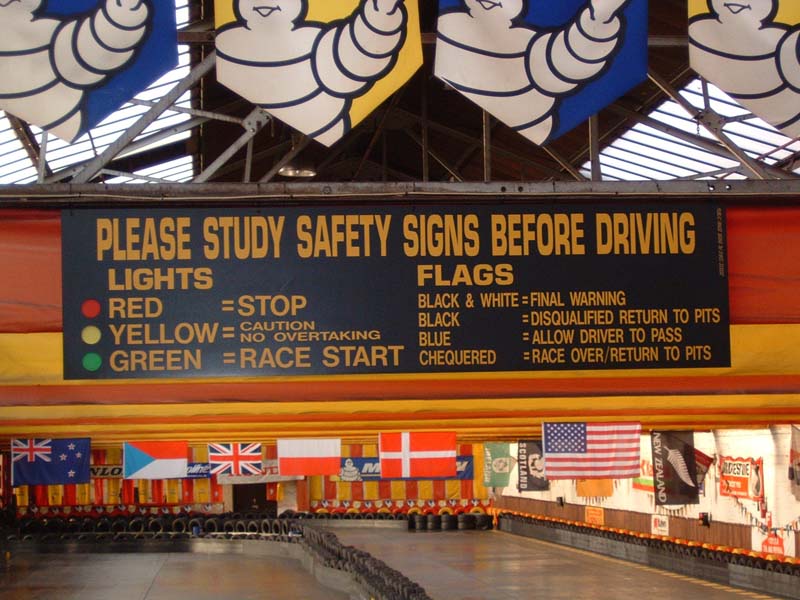 PLEASE STUDY SAFETY SIGNS BEFORE DRIVING
LIGHTS
RED = STOP
YELLOW = CAUTION NO OVERTAKING
GREEN = RACE START
FLAGS
BLACK & WHITE = FINAL WARNING
BLACK = DISQUALIFIED RETURN TO PITS
BLUE = ALLOW DRIVER TO PASS
CHEQUERED = RACE OVER/RETURN TO PITS
SCOTLAND
NEW ZEALAND